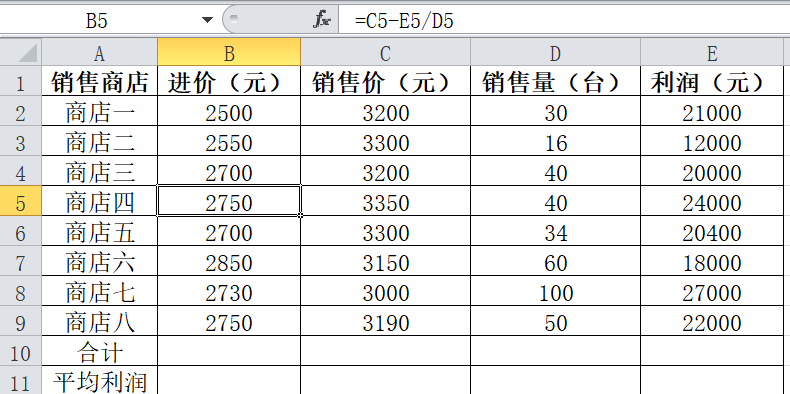 B5 fx =C5-E5/D5
A B C D E
1 销售商店 进价（元） 销售价（元） 销售量（台） 利润（元）
2 商店一 2500 3200 30 21000
3 商店二 2550 3300 16 12000
4 商店三 2700 3200 40 20000
5 商店四 2750 3350 40 24000
6 商店五 2700 3300 34 20400
7 商店六 2850 3150 60 18000
8 商店七 2730 3000 100 27000
9 商店八 2750 3190 50 22000
10 合计
11 平均利润